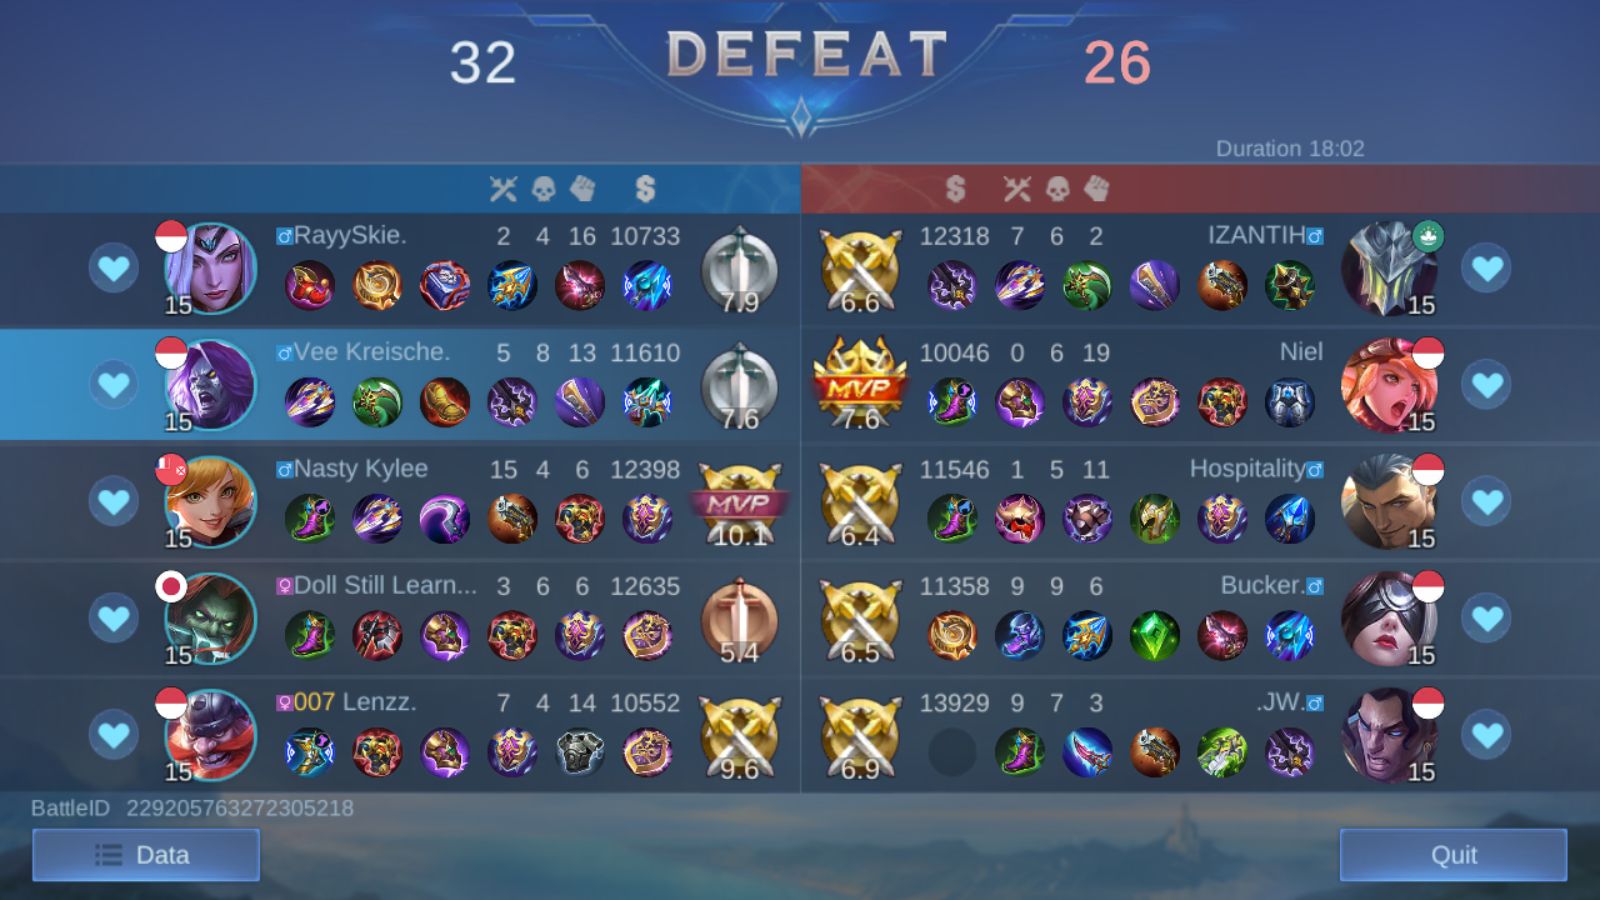 32 DEFEAT 26
Duration 18:02
RayySkie. 2 4 16 10733
15 7.9
6.6 12318 7 6 2 IZANTIH
15
Vee Kreische. 5 8 13 11610
15 7.6
MVP 7.6 10046 0 6 19 Niel
15
Nasty Kylee 15 4 6 12398
15 MVP 10.1
6.4 11546 1 5 11 Hospitality
15
Doll Still Learn... 3 6 6 12635
15 5.4
6.5 11358 9 9 6 Bucker.
15
007 Lenzz. 7 4 14 10552
15 9.6
6.9 13929 9 7 3 .JW.
15
BattleID 229205763272305218
Data
Quit